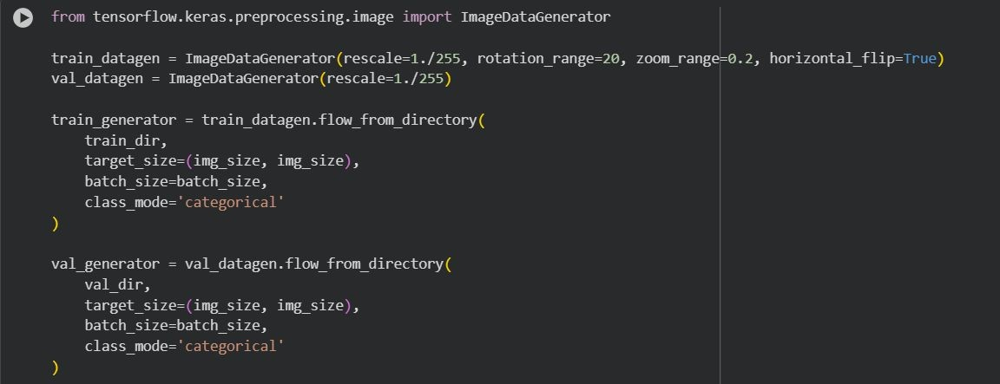 from tensorflow.keras.preprocessing.image import ImageDataGenerator

train_datagen = ImageDataGenerator(rescale=1./255, rotation_range=20, zoom_range=0.2, horizontal_flip=True)
val_datagen = ImageDataGenerator(rescale=1./255)

train_generator = train_datagen.flow_from_directory(
    train_dir,
    target_size=(img_size, img_size),
    batch_size=batch_size,
    class_mode='categorical'
)

val_generator = val_datagen.flow_from_directory(
    val_dir,
    target_size=(img_size, img_size),
    batch_size=batch_size,
    class_mode='categorical'
)